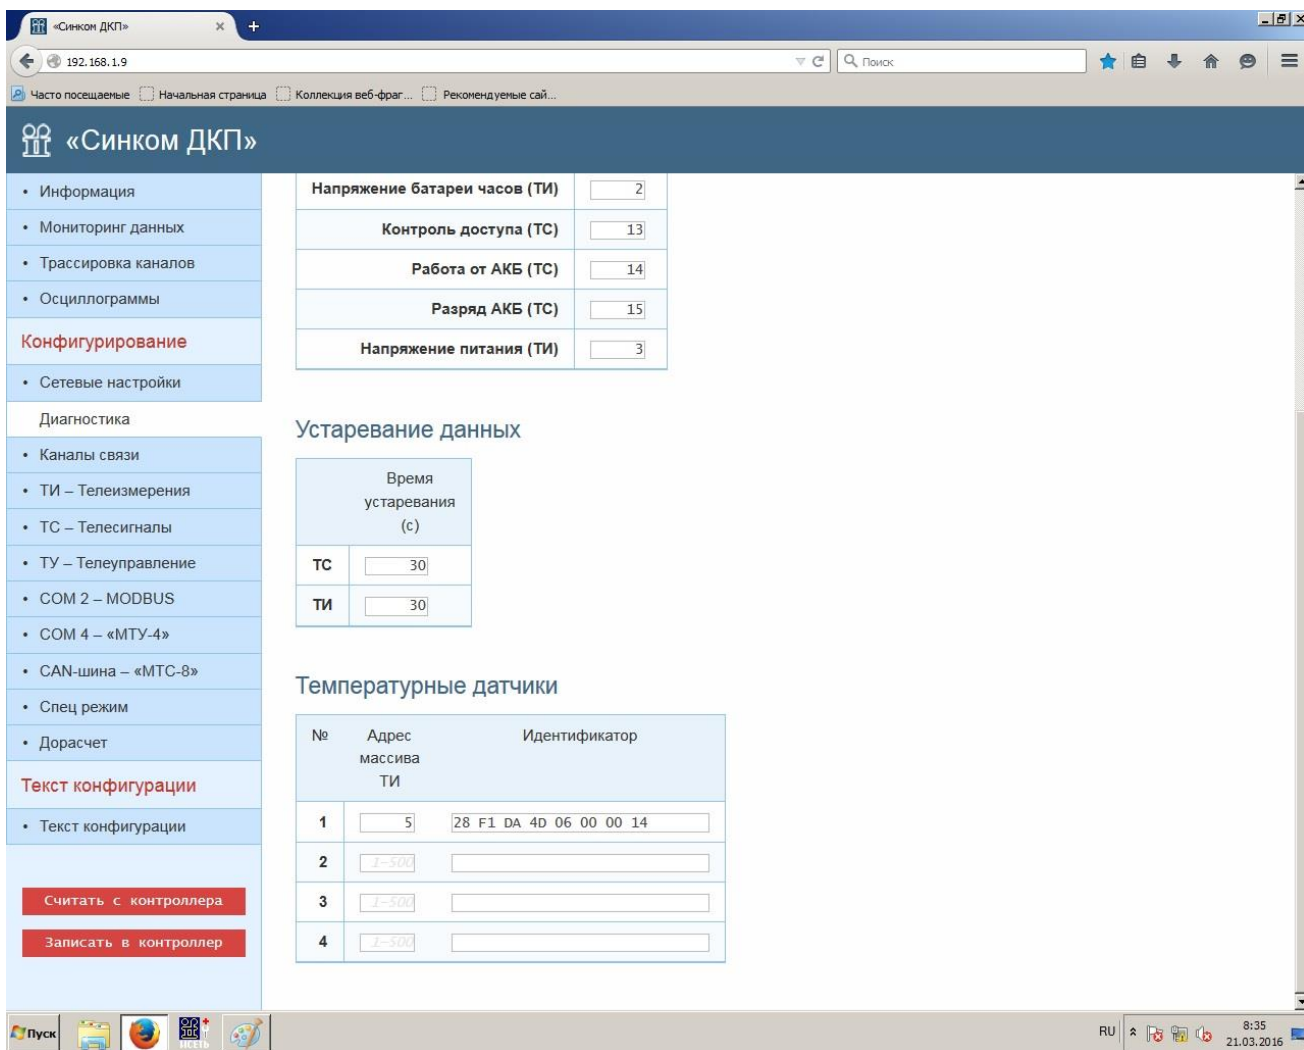 «Синком ДКП»
192.168.1.9
Поиск
Часто посещаемые
Начальная страница
Коллекция веб-фраг...
Рекомендуемые сай...
«Синком ДКП»
• Информация
• Мониторинг данных
• Трассировка каналов
• Осциллограммы
Конфигурирование
• Сетевые настройки
Диагностика
• Каналы связи
• ТИ – Телеизмерения
• ТС – Телесигналы
• ТУ – Телеуправление
• COM 2 – MODBUS
• COM 4 – «МТУ-4»
• CAN-шина – «МТС-8»
• Спец режим
• Дорасчет
Текст конфигурации
• Текст конфигурации
Считать с контроллера
Записать в контроллер
Напряжение батареи часов (ТИ) 2
Контроль доступа (ТС) 13
Работа от АКБ (ТС) 14
Разряд АКБ (ТС) 15
Напряжение питания (ТИ) 3
Устаревание данных
Время
устаревания
(с)
ТС 30
ТИ 30
Температурные датчики
№ Адрес массива ТИ Идентификатор
1 5 28 F1 DA 4D 06 00 00 14
2 1-500
3 1-500
4 1-500
Пуск
RU
8:35
21.03.2016